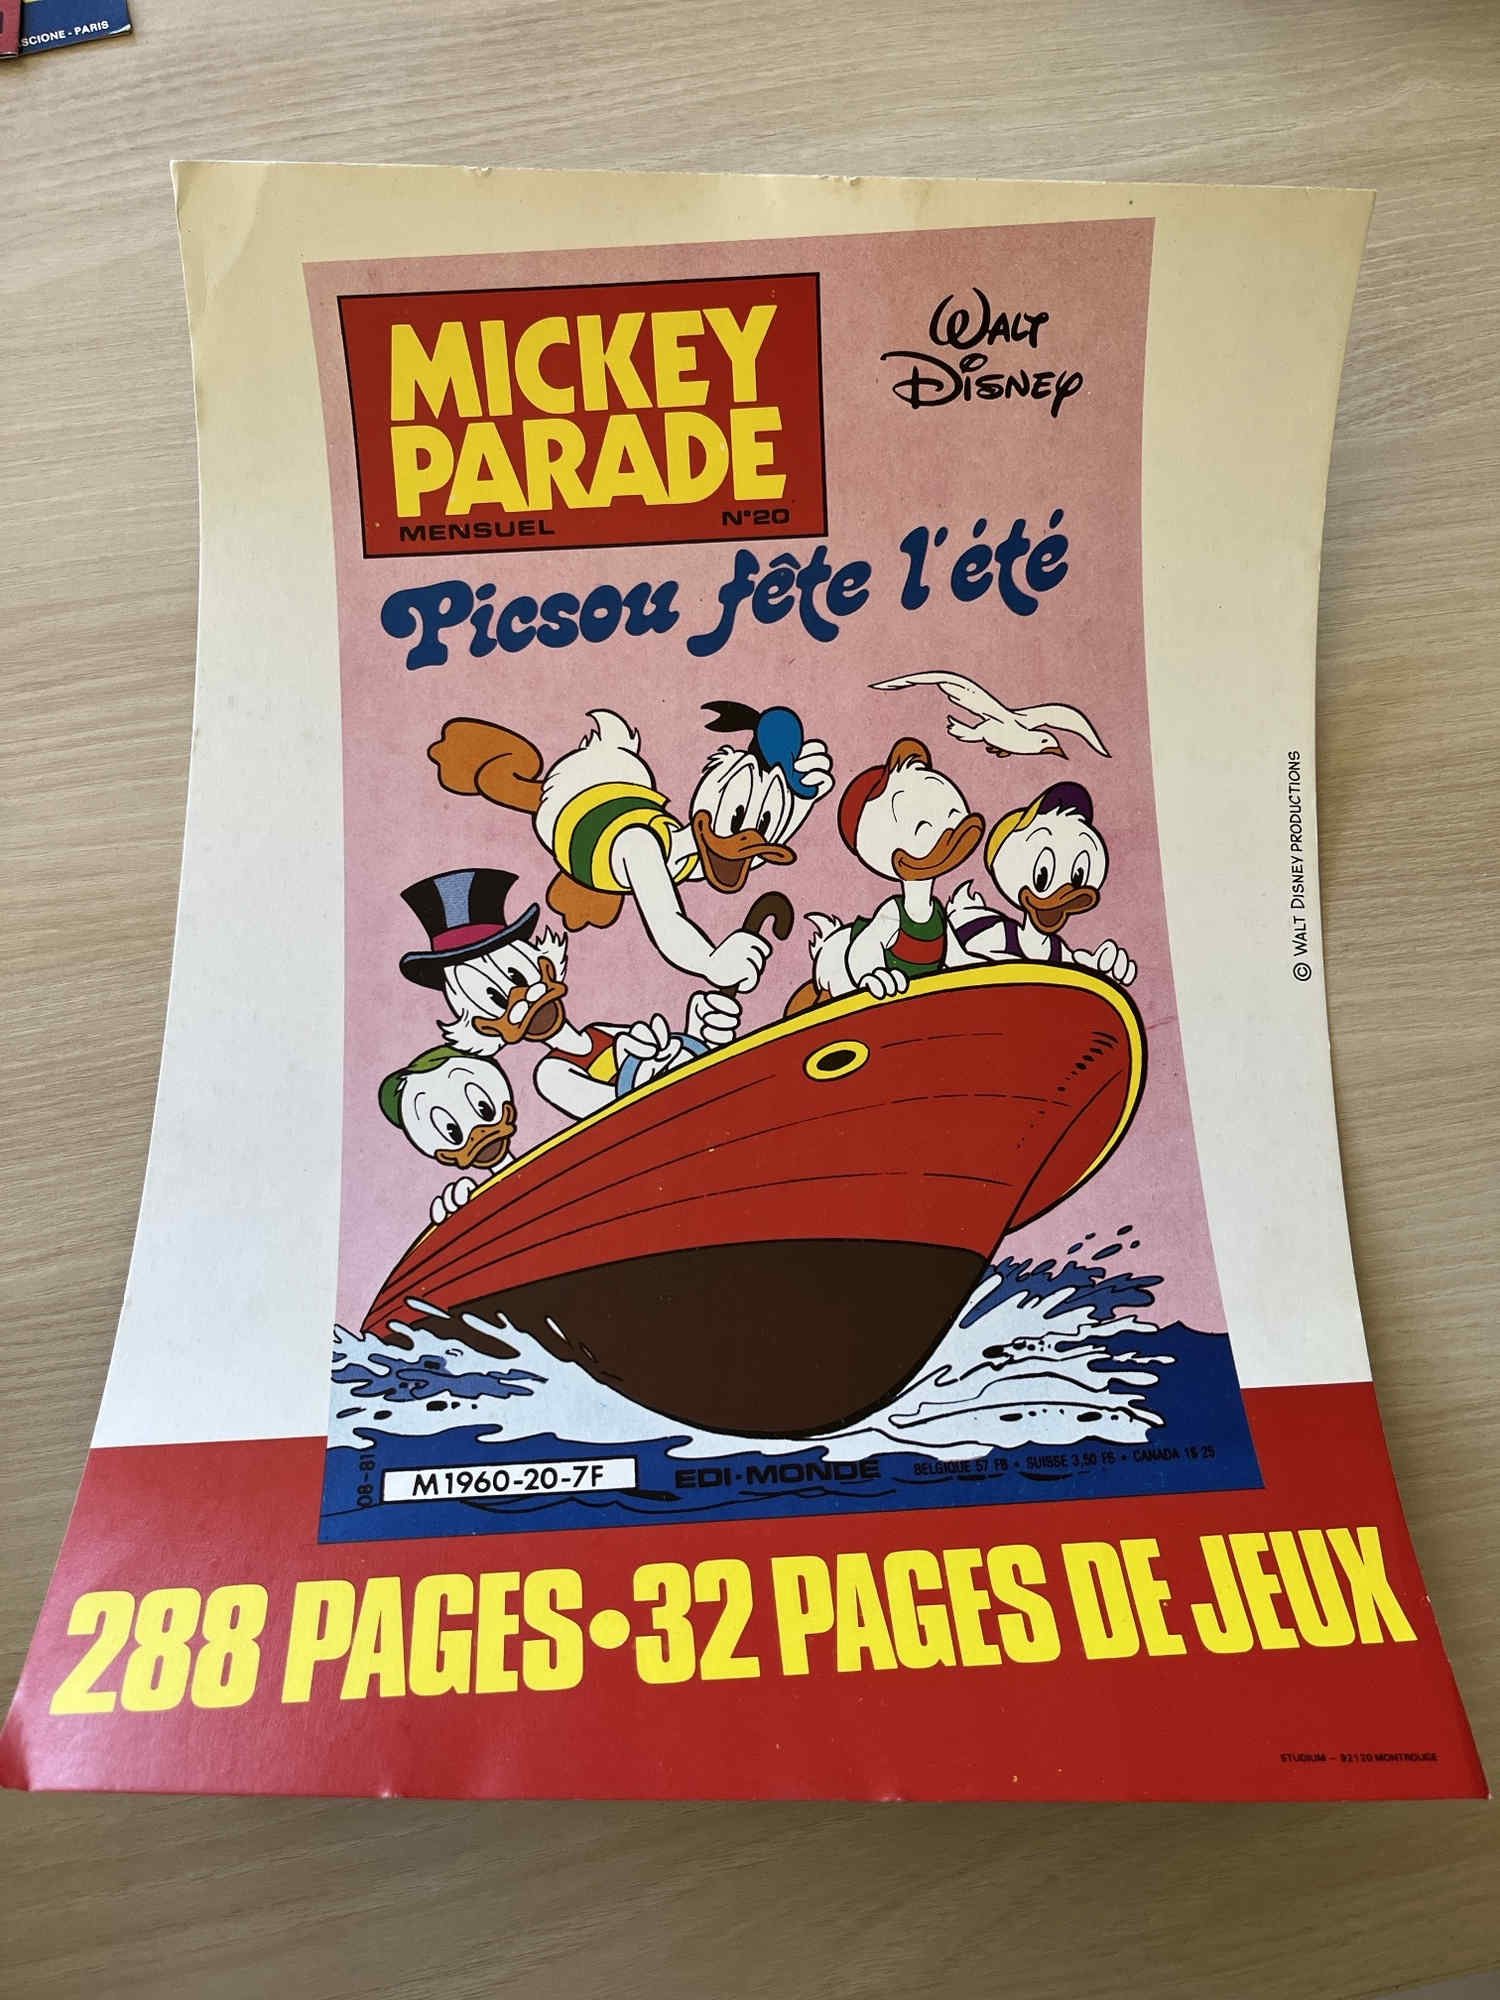 SCIONE - PARIS
MICKEY
PARADE
MENSUEL N°20
WALT
DISNEY
Picsou fête l'été
© WALT DISNEY PRODUCTIONS
08-81
M 1960-20-7F
EDI·MONDE
BELGIQUE 57 FB • SUISSE 3,50 FS • CANADA 1$ 25
288 PAGES•32 PAGES DE JEUX
STUDIUM - 92120 MONTROUGE